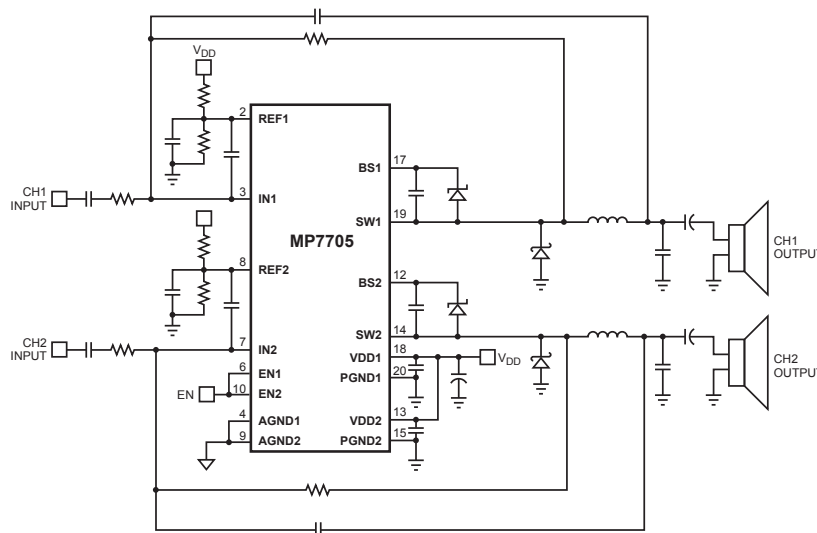 VDD
2
REF1
CH1
INPUT
3
IN1
MP7705
17
BS1
19
SW1
CH1
OUTPUT
8
REF2
12
BS2
CH2
INPUT
7
IN2
14
SW2
18
VDD1
VDD
20
PGND1
CH2
OUTPUT
6
EN1
EN
10
EN2
4
AGND1
9
AGND2
13
VDD2
15
PGND2